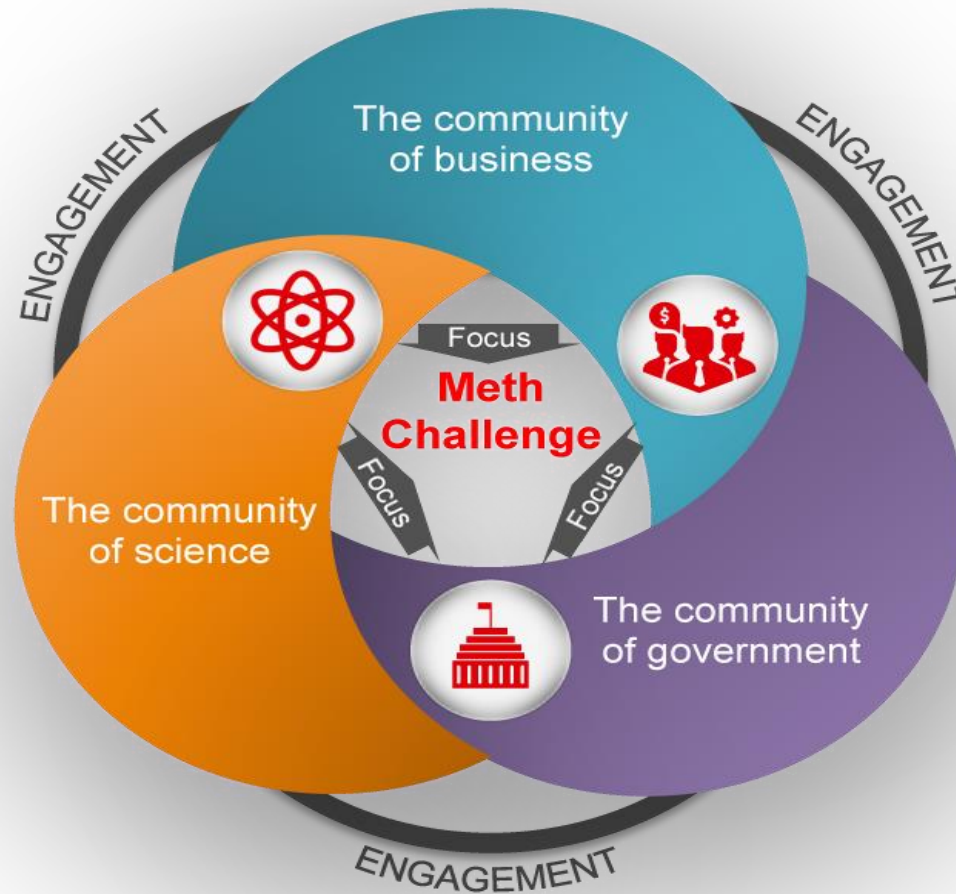 The community
of business
ENGAGEMENT
ENGAGEMENT
$
Focus
Meth
Challenge
Focus
Focus
The community
of science
The community
of government
ENGAGEMENT